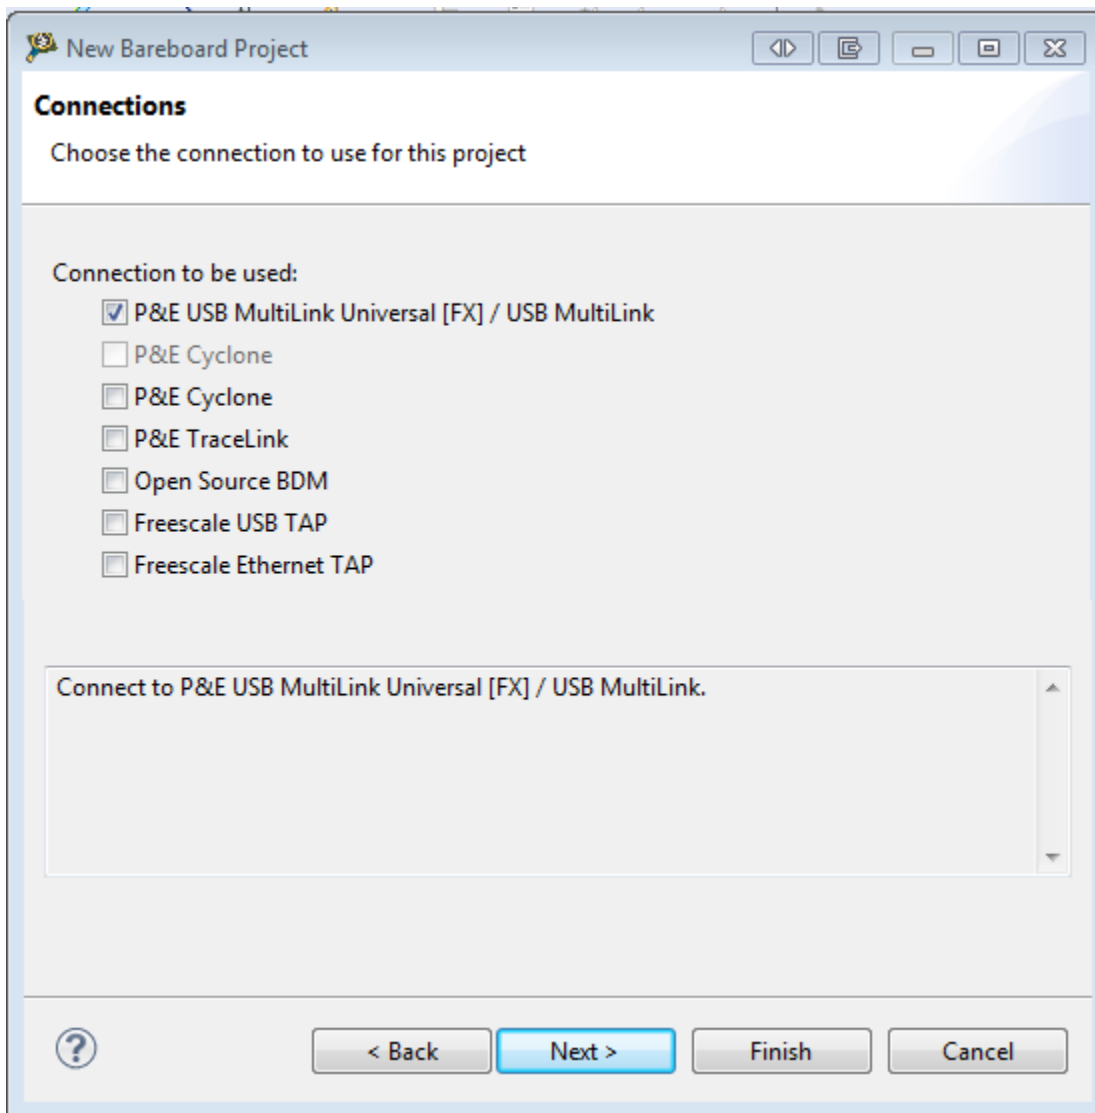 New Bareboard Project
Connections
Choose the connection to use for this project
Connection to be used:
P&E USB MultiLink Universal [FX] / USB MultiLink
P&E Cyclone
P&E Cyclone
P&E TraceLink
Open Source BDM
Freescale USB TAP
Freescale Ethernet TAP
Connect to P&E USB MultiLink Universal [FX] / USB MultiLink.
? < Back Next > Finish Cancel